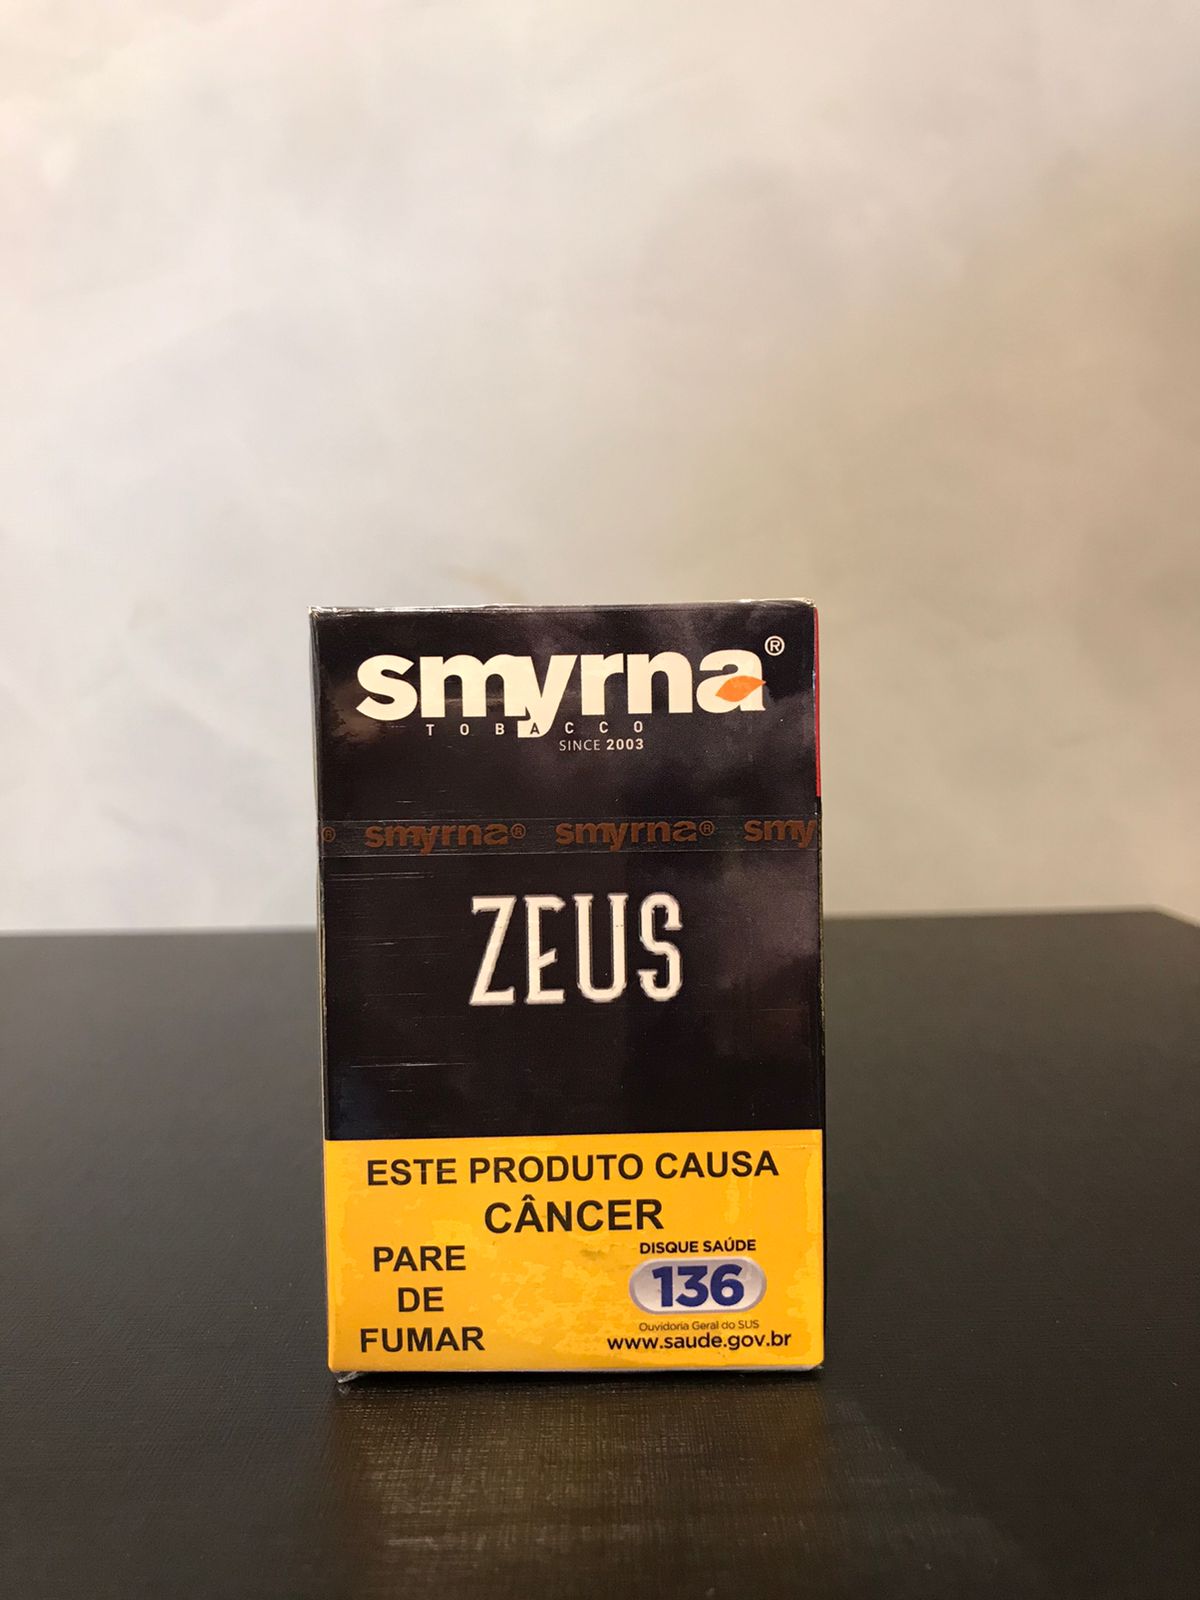 smyrna®
TOBACCO
SINCE 2003
® smyrna® smyrna® smy
ZEUS
ESTE PRODUTO CAUSA
CÂNCER
PARE
DE
FUMAR
DISQUE SAÚDE
136
Ouvidoria Geral do SUS
www.saude.gov.br